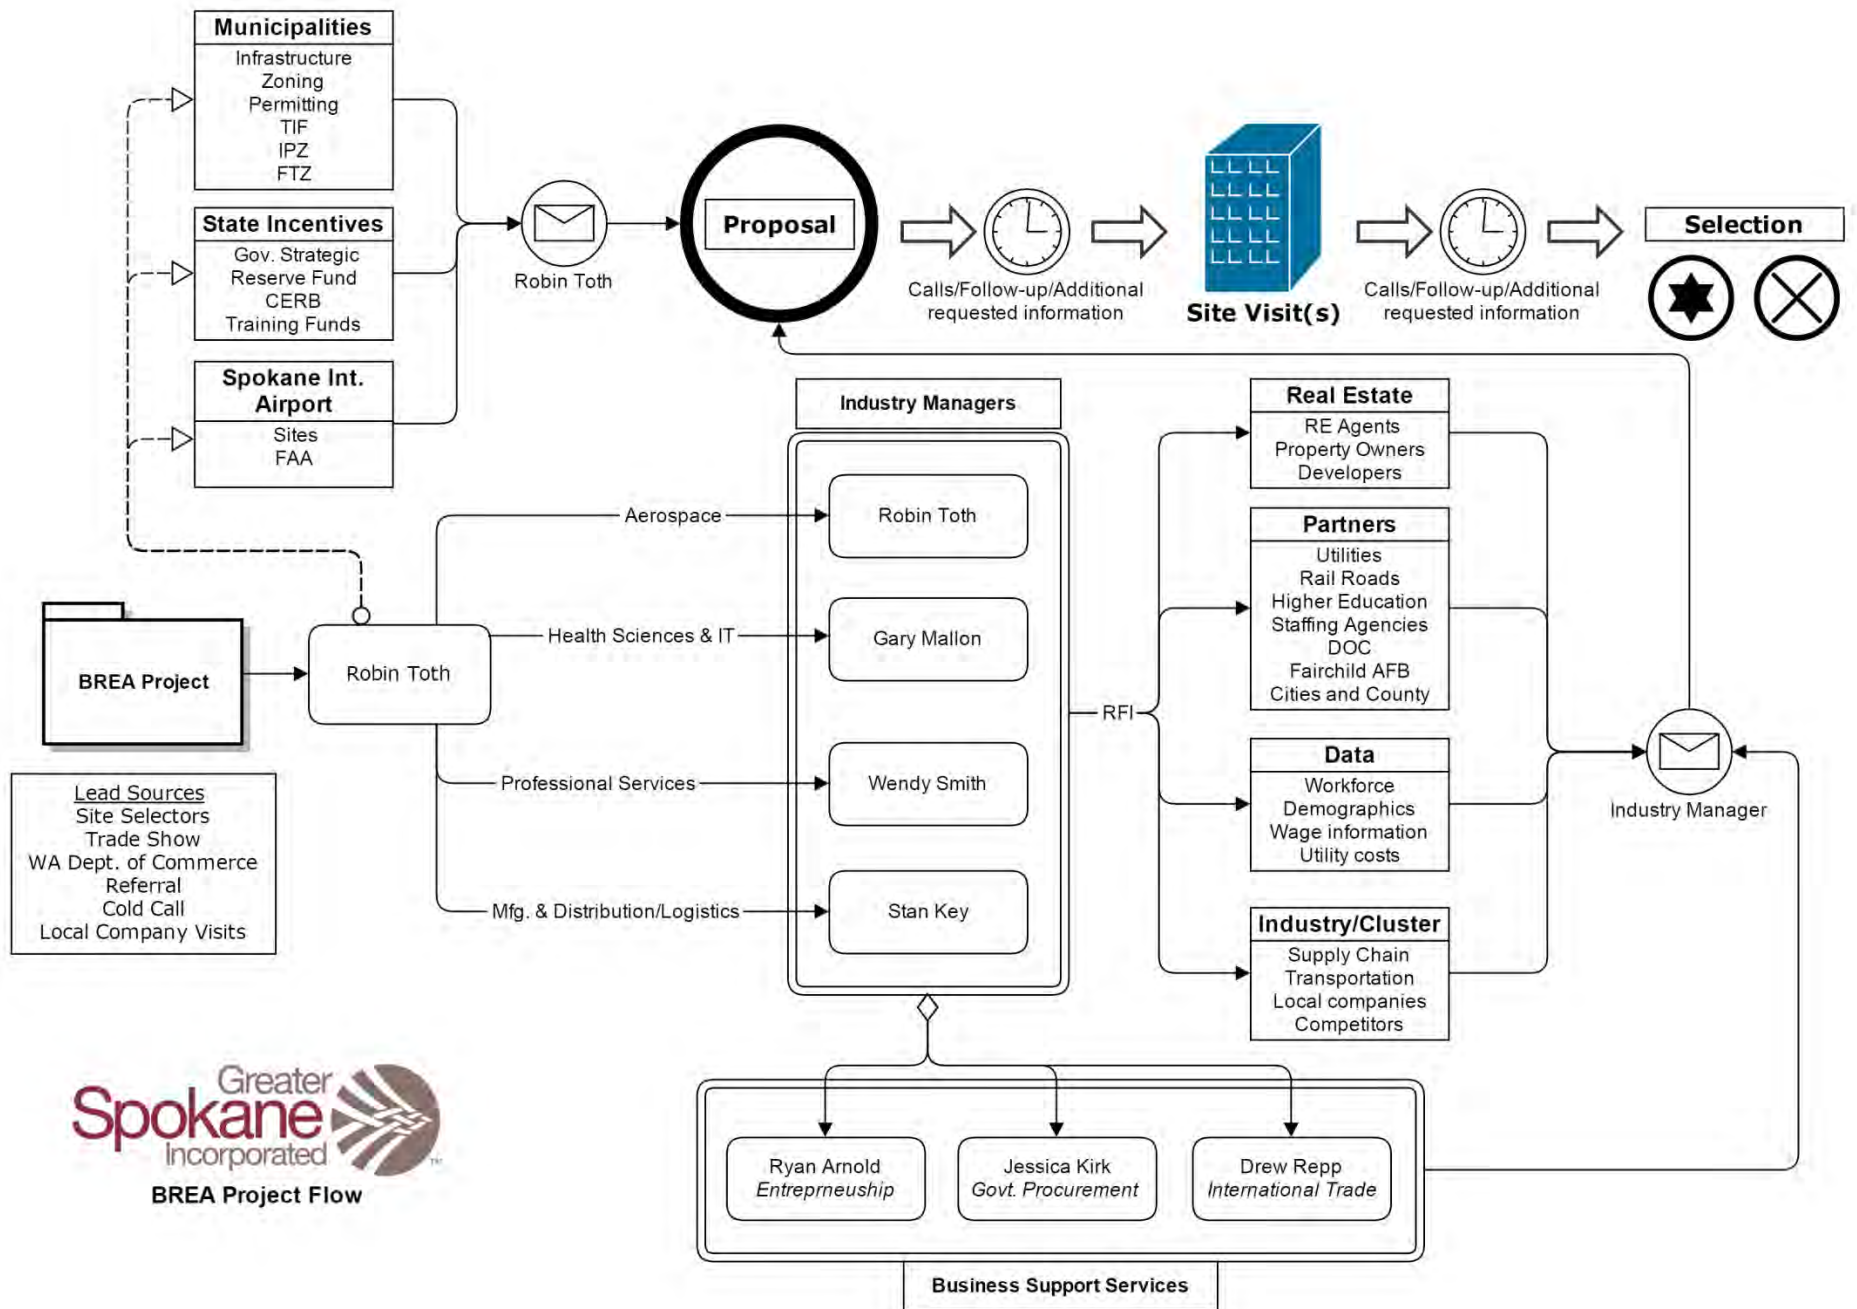 Municipalities
Infrastructure
Zoning
Permitting
TIF
IPZ
FTZ
State Incentives
Gov. Strategic
Reserve Fund
CERB
Training Funds
Spokane Int.
Airport
Sites
FAA
Robin Toth
Proposal
Calls/Follow-up/Additional
requested information
Site Visit(s)
Calls/Follow-up/Additional
requested information
Selection
BREA Project
Lead Sources
Site Selectors
Trade Show
WA Dept. of Commerce
Referral
Cold Call
Local Company Visits
Robin Toth
Aerospace
Health Sciences & IT
Professional Services
Mfg. & Distribution/Logistics
Industry Managers
Robin Toth
Gary Mallon
Wendy Smith
Stan Key
RFI
Real Estate
RE Agents
Property Owners
Developers
Partners
Utilities
Rail Roads
Higher Education
Staffing Agencies
DOC
Fairchild AFB
Cities and County
Data
Workforce
Demographics
Wage information
Utility costs
Industry/Cluster
Supply Chain
Transportation
Local companies
Competitors
Industry Manager
Ryan Arnold
Entreprneuship
Jessica Kirk
Govt. Procurement
Drew Repp
International Trade
Business Support Services
Greater
Spokane
Incorporated
TM
BREA Project Flow